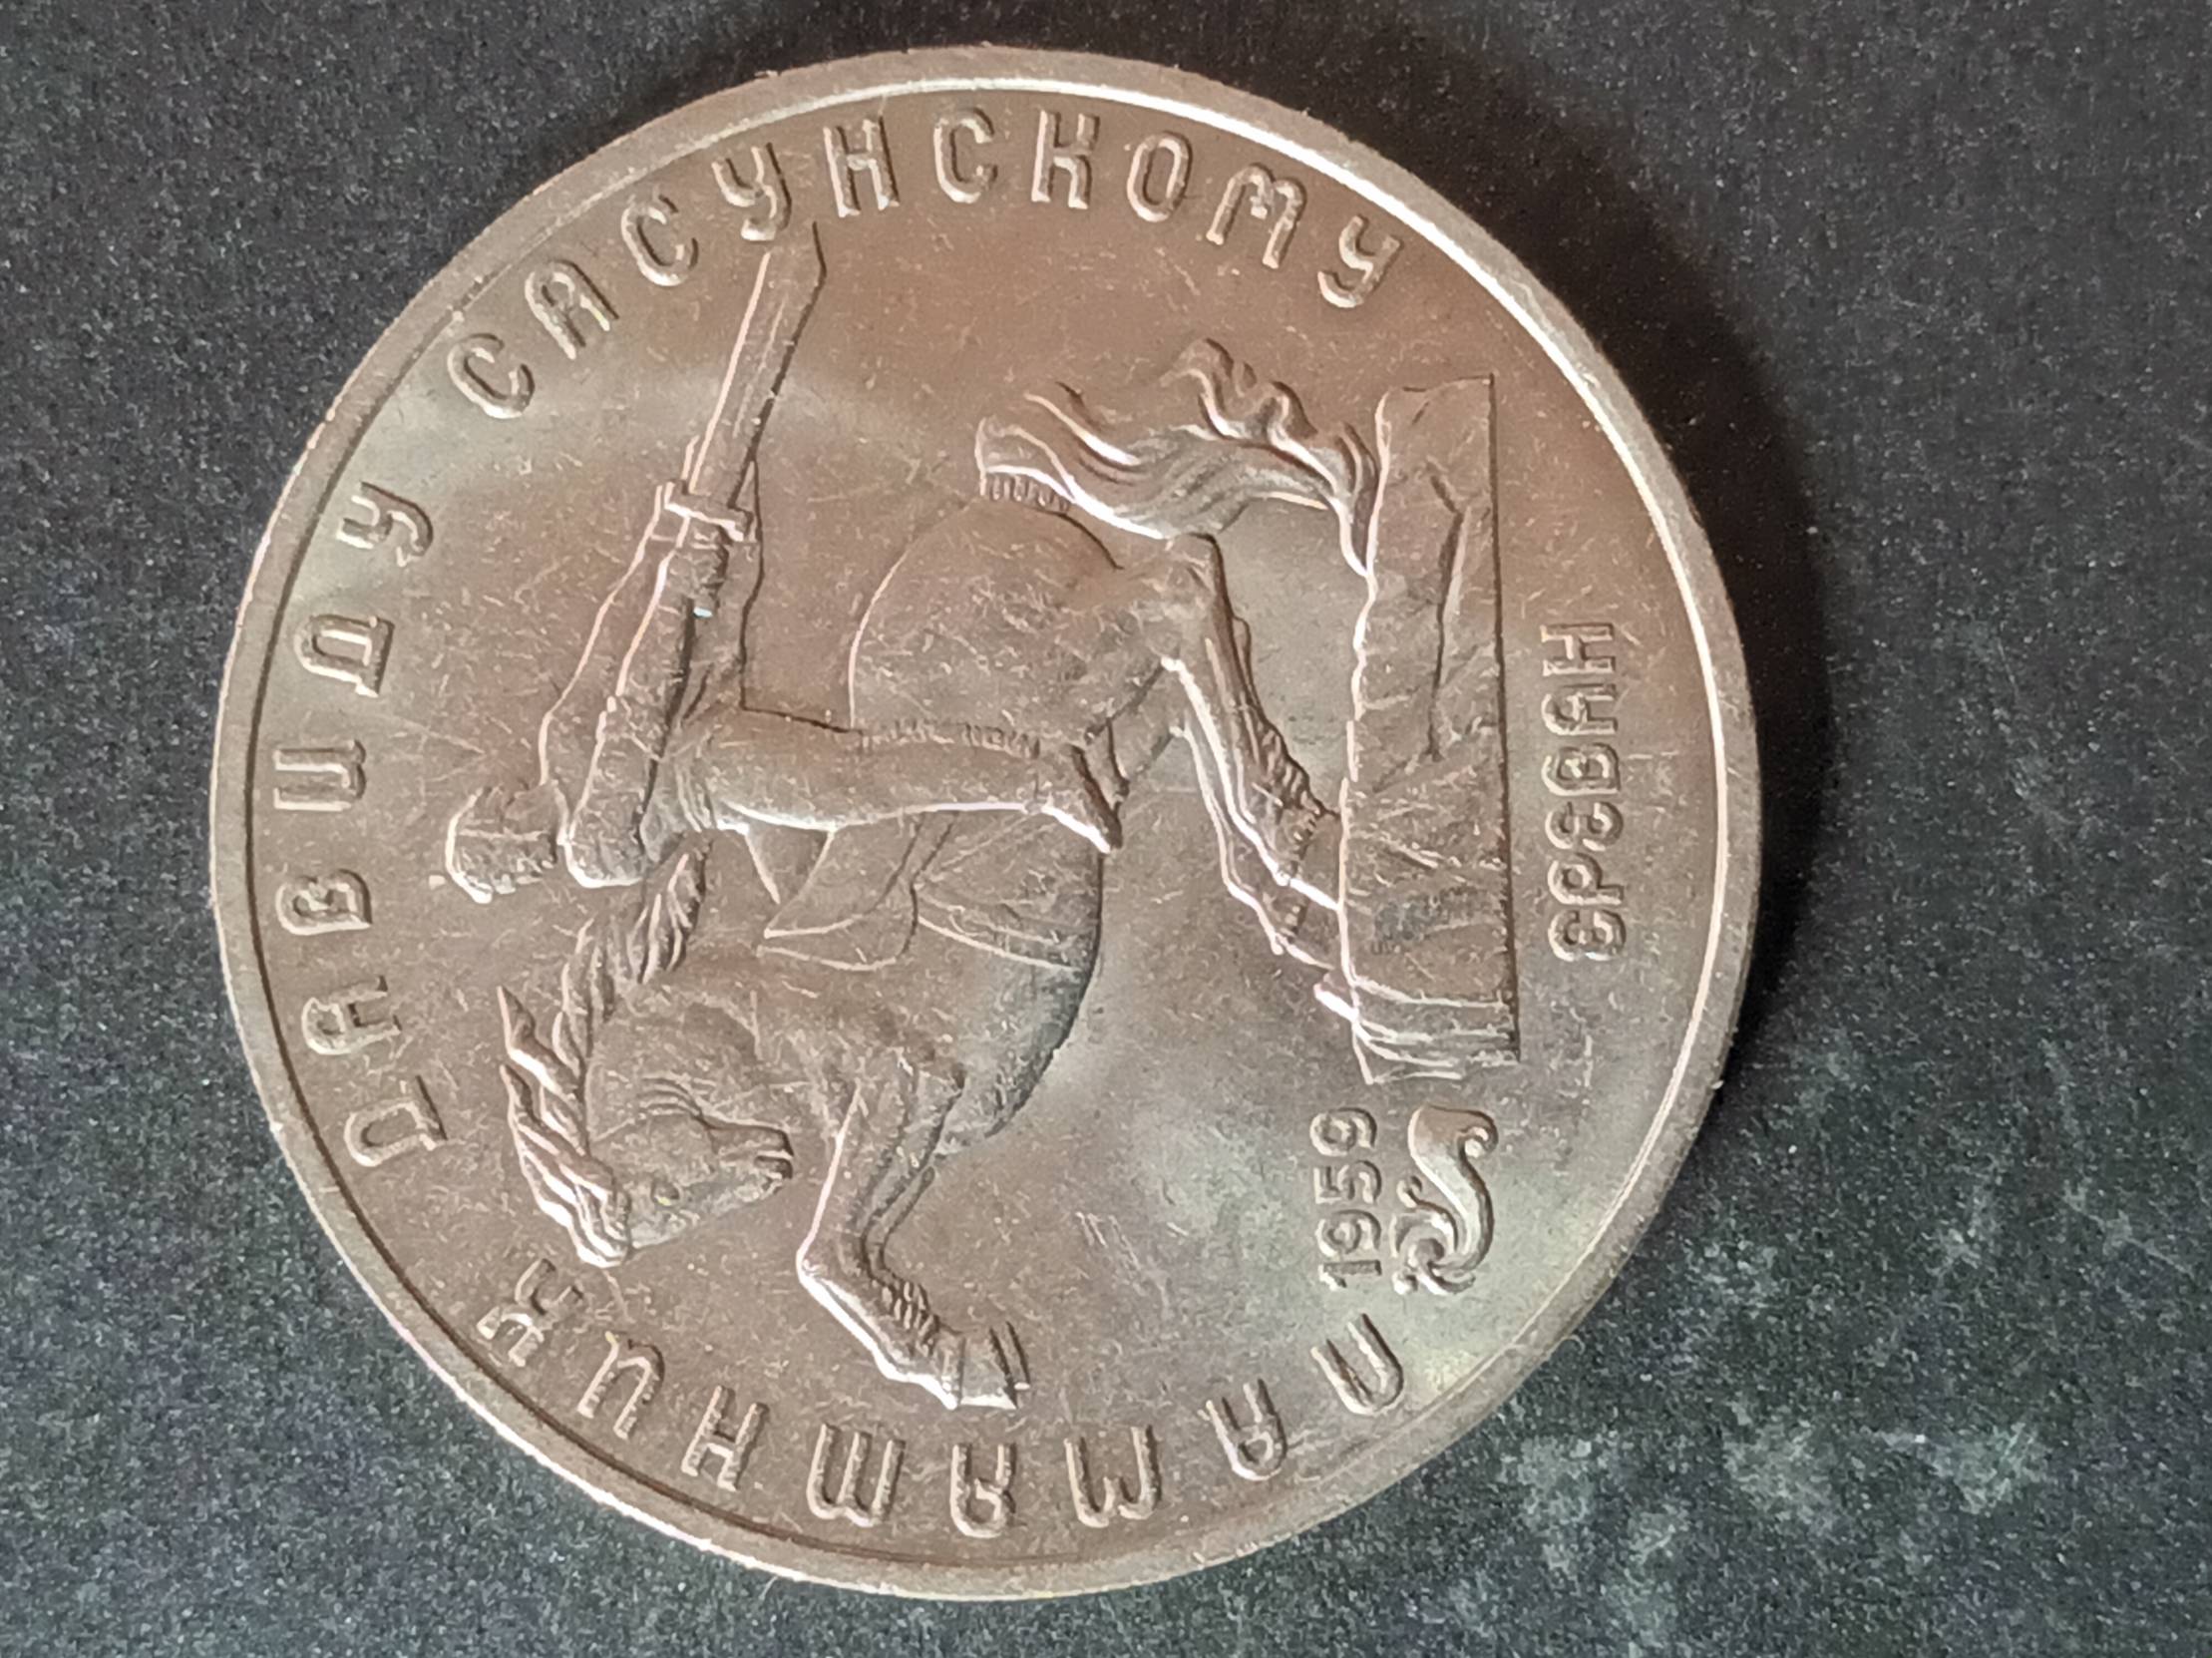 ПАМЯТНИК ДАВИДУ САСУНСКОМУ
1959
ЕРЕВАН